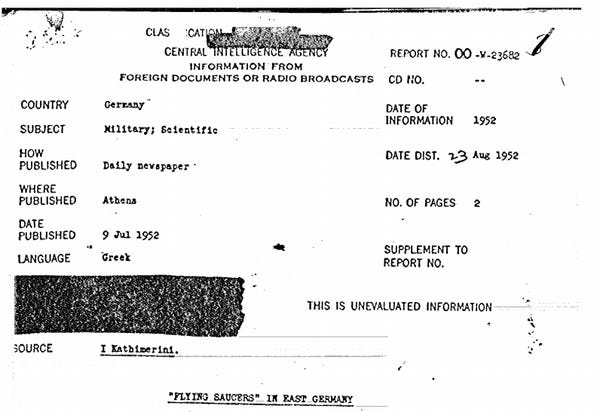 CLAS CATION
CENTRAL INTELLIGENCE AGENCY
INFORMATION FROM
FOREIGN DOCUMENTS OR RADIO BROADCASTS
REPORT NO. 00-W-23682
CD NO. --
COUNTRY Germany
SUBJECT Military; Scientific
HOW
PUBLISHED Daily newspaper
WHERE
PUBLISHED Athens
DATE
PUBLISHED 9 Jul 1952
LANGUAGE Greek
DATE OF
INFORMATION 1952
DATE DIST. 23 Aug 1952
NO. OF PAGES 2
SUPPLEMENT TO
REPORT NO.
THIS IS UNEVALUATED INFORMATION
SOURCE I Kathimerini.
"FLYING SAUCERS" IN EAST GERMANY